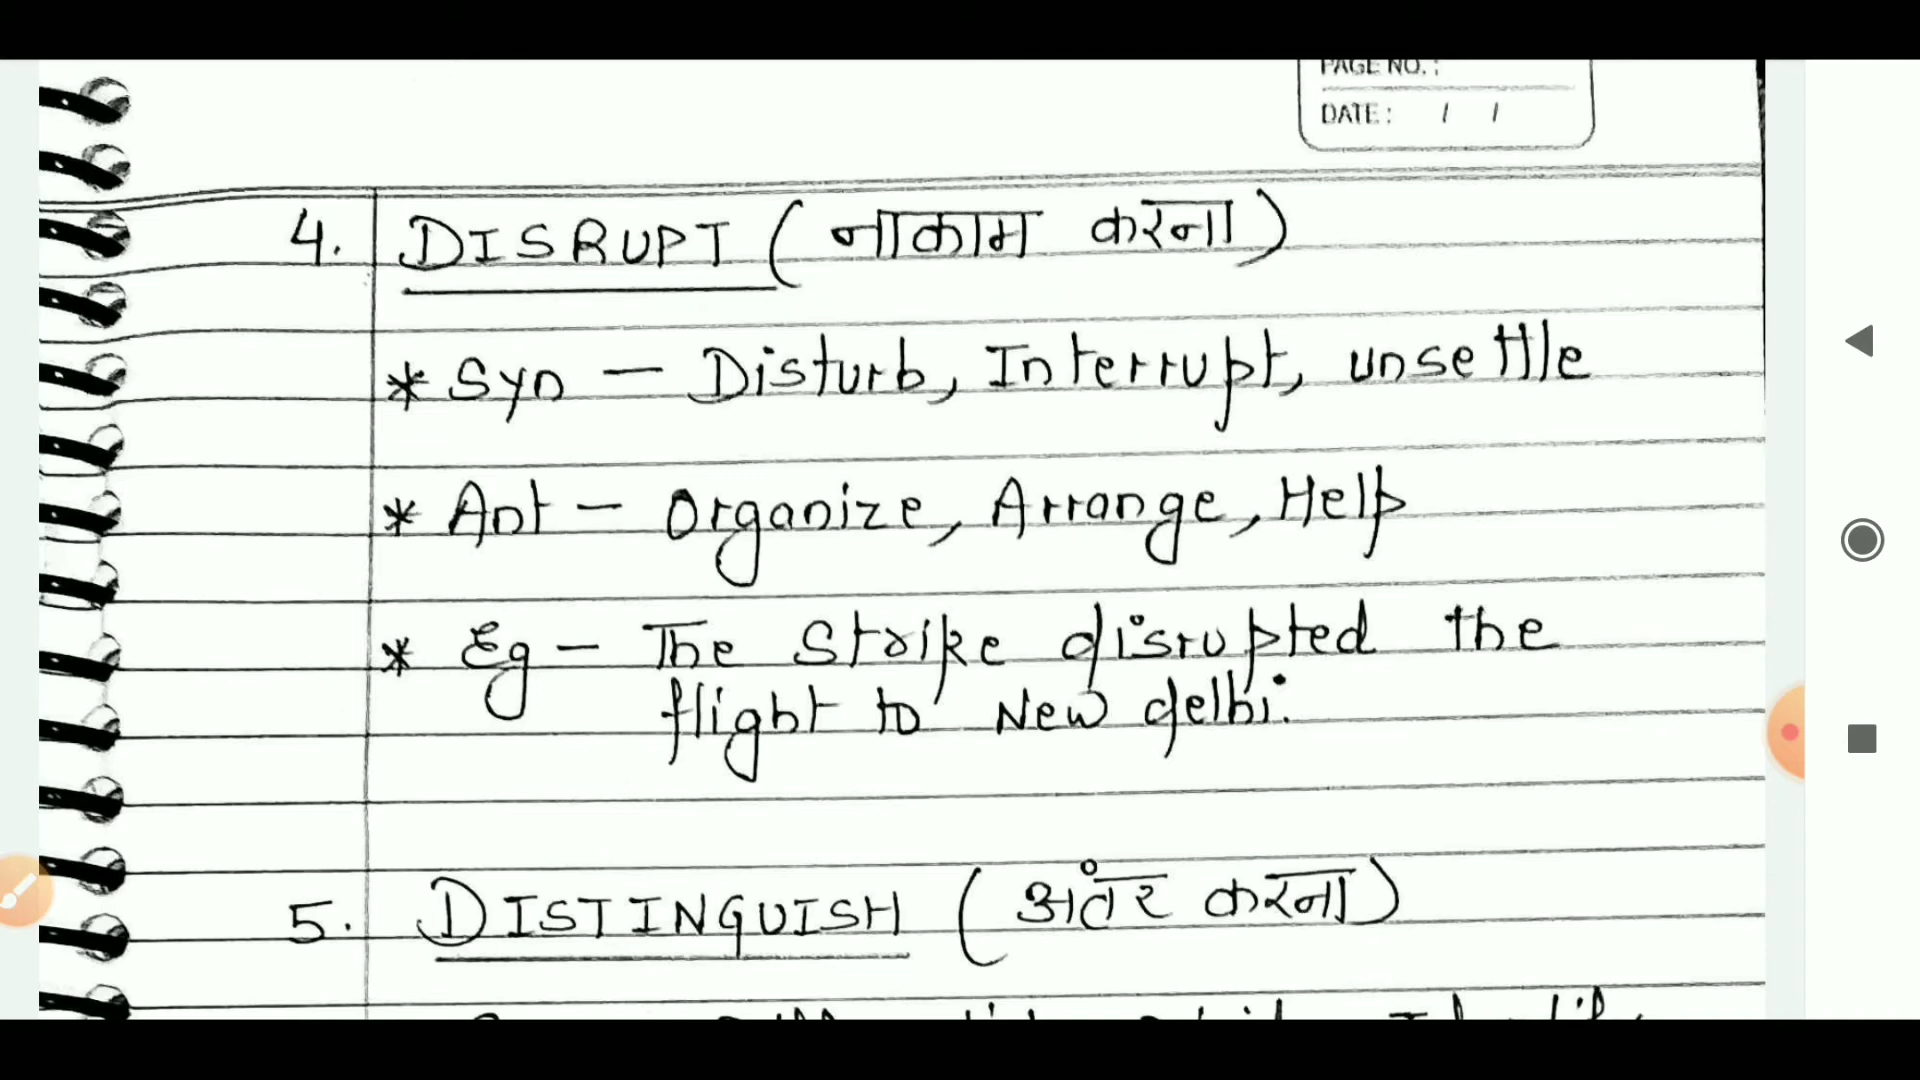 PAGE NO. :
DATE : / /
4. DISRUPT ( नाकाम करना )
* Syn – Disturb, Interrupt, unsettle
* Ant – Organize, Arrange, Help
* Eg – The Strike disrupted the
flight to New delhi.
5. DISTINGUISH ( अंतर करना )